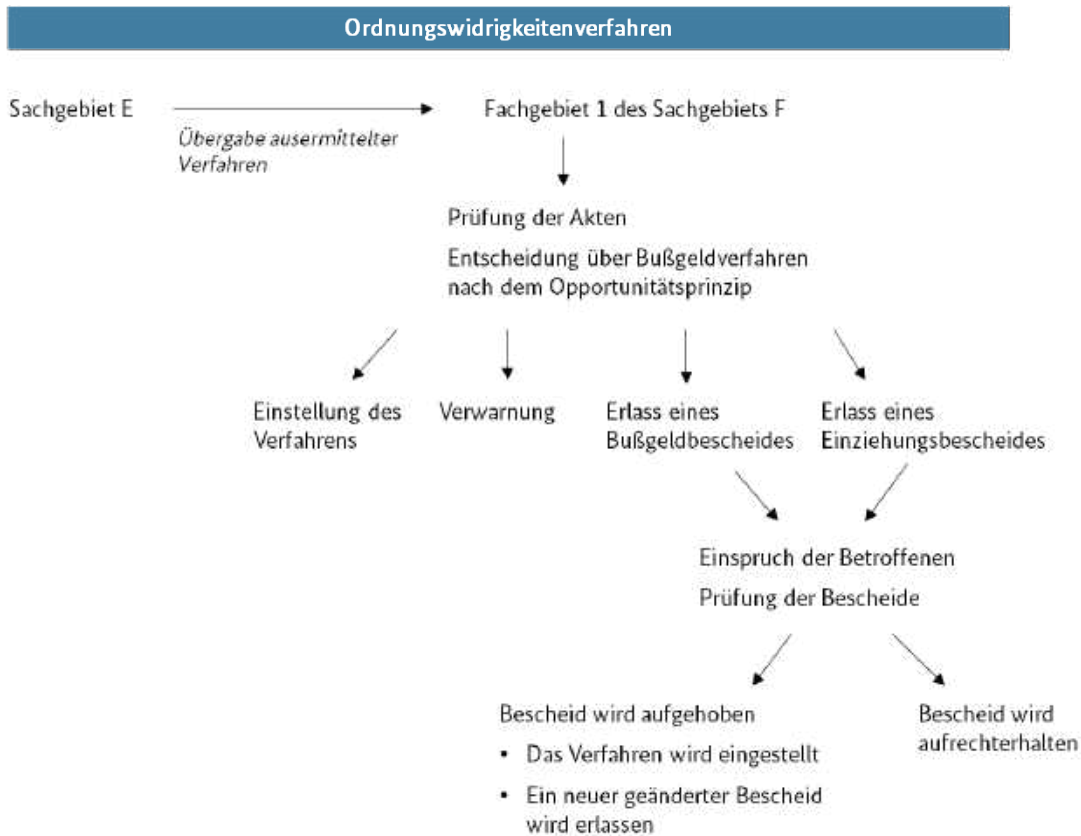 Ordnungswidrigkeitenverfahren
Sachgebiet E
Übergabe ausermittelter
Verfahren
Fachgebiet 1 des Sachgebiets F
Prüfung der Akten
Entscheidung über Bußgeldverfahren
nach dem Opportunitätsprinzip
Einstellung des
Verfahrens
Verwarnung
Erlass eines
Bußgeldbescheides
Erlass eines
Einziehungsbescheides
Einspruch der Betroffenen
Prüfung der Bescheide
Bescheid wird aufgehoben
• Das Verfahren wird eingestellt
• Ein neuer geänderter Bescheid
wird erlassen
Bescheid wird
aufrechterhalten